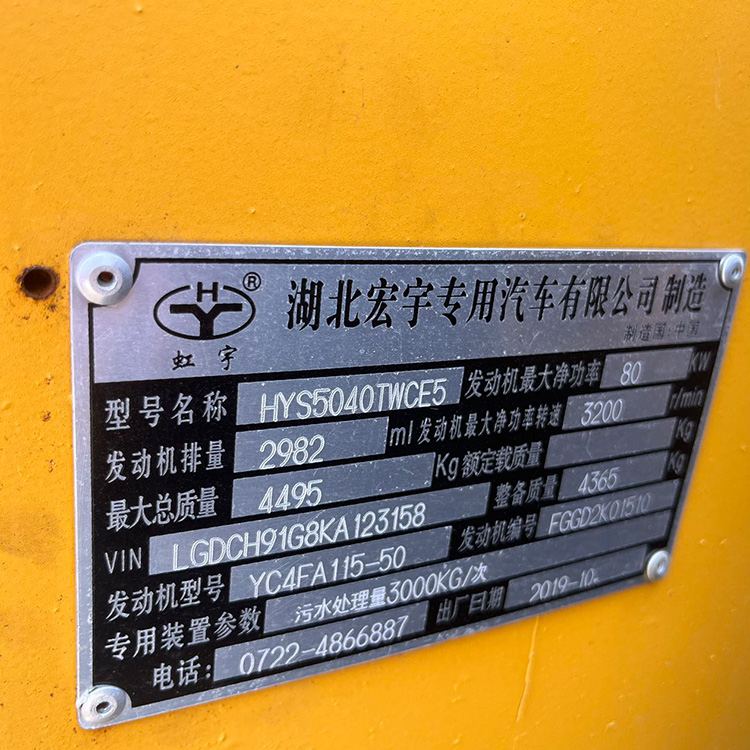 HY®
虹宇
湖北宏宇专用汽车有限公司 制造
制造国:中国
型号名称 HYS5040TWCE5 发动机最大净功率 80 Kw
发动机排量 2982 ml 发动机最大净功率转速 3200 r/min
最大总质量 4495 Kg 额定载质量 Kg
整备质量 4365 Kg
VIN LGDCH91G8KA123158 发动机编号 FGGD2K01510
发动机型号 YC4FA115-50
专用装置参数 污水处理量3000KG/次 出厂日期 2019-10
电话: 0722-4866887